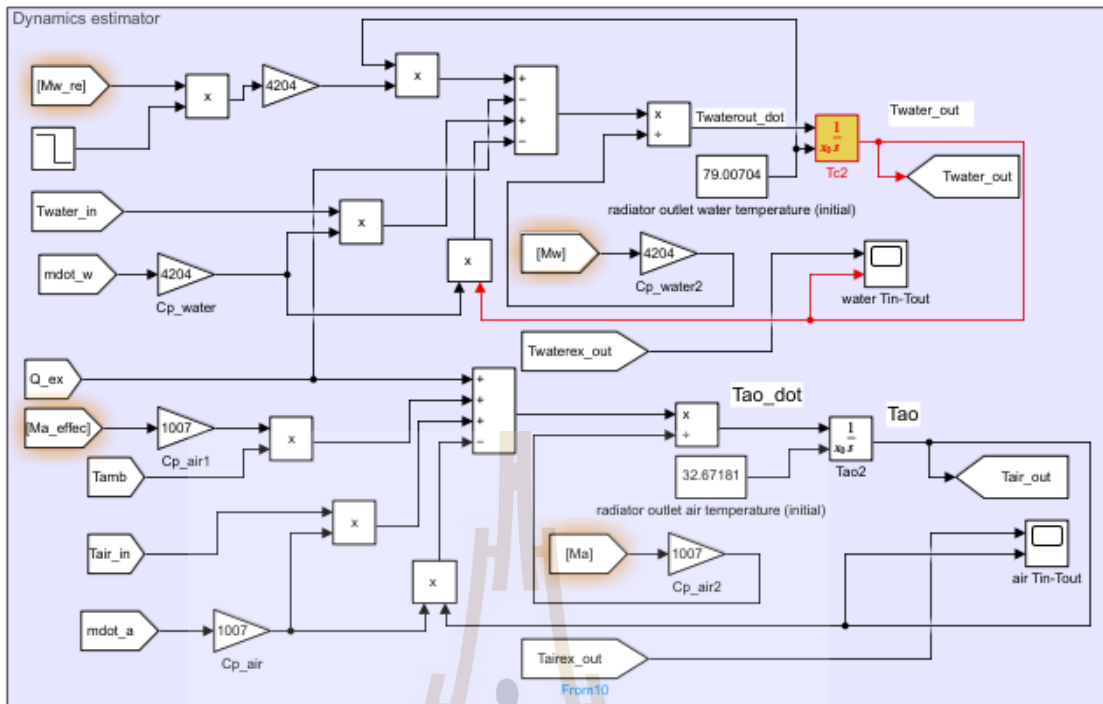 Dynamics estimator
[Mw_re]
x
4204
x
+
−
+
−
x
÷
Twaterout_dot
1
x₀ s
Tc2
Twater_out
Twater_out
79.00704
radiator outlet water temperature (initial)
Twater_in
x
mdot_w
4204
Cp_water
x
[Mw]
4204
Cp_water2
water Tin-Tout
Twaterex_out
Q_ex
[Ma_effec]
1007
Cp_air1
x
Tamb
+
+
+
−
x
÷
Tao_dot
1
x₀ s
Tao2
Tao
Tair_out
32.67181
radiator outlet air temperature (initial)
Tair_in
x
x
[Ma]
1007
Cp_air2
air Tin-Tout
mdot_a
1007
Cp_air
Tairex_out
From10